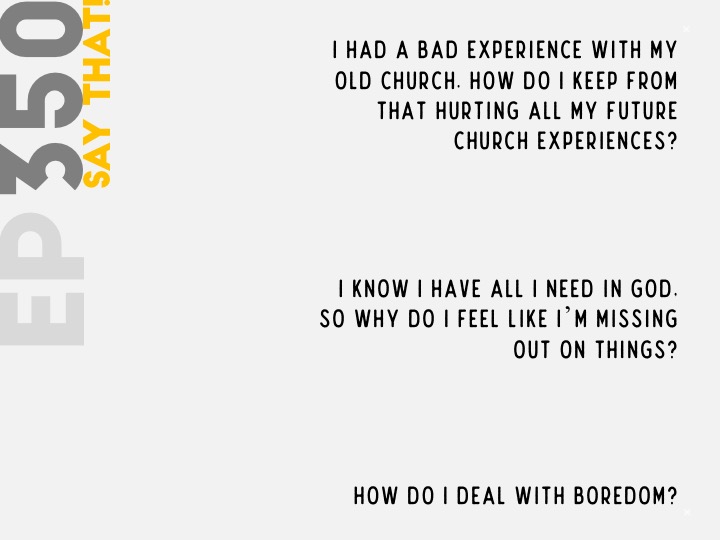 EP 350
SAY THAT!
I HAD A BAD EXPERIENCE WITH MY
OLD CHURCH. HOW DO I KEEP FROM
THAT HURTING ALL MY FUTURE
CHURCH EXPERIENCES?
I KNOW I HAVE ALL I NEED IN GOD.
SO WHY DO I FEEL LIKE I'M MISSING
OUT ON THINGS?
HOW DO I DEAL WITH BOREDOM?